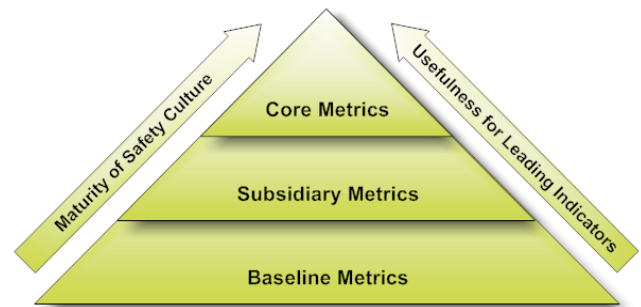 Maturity of Safety Culture
Usefulness for Leading Indicators
Core Metrics
Subsidiary Metrics
Baseline Metrics